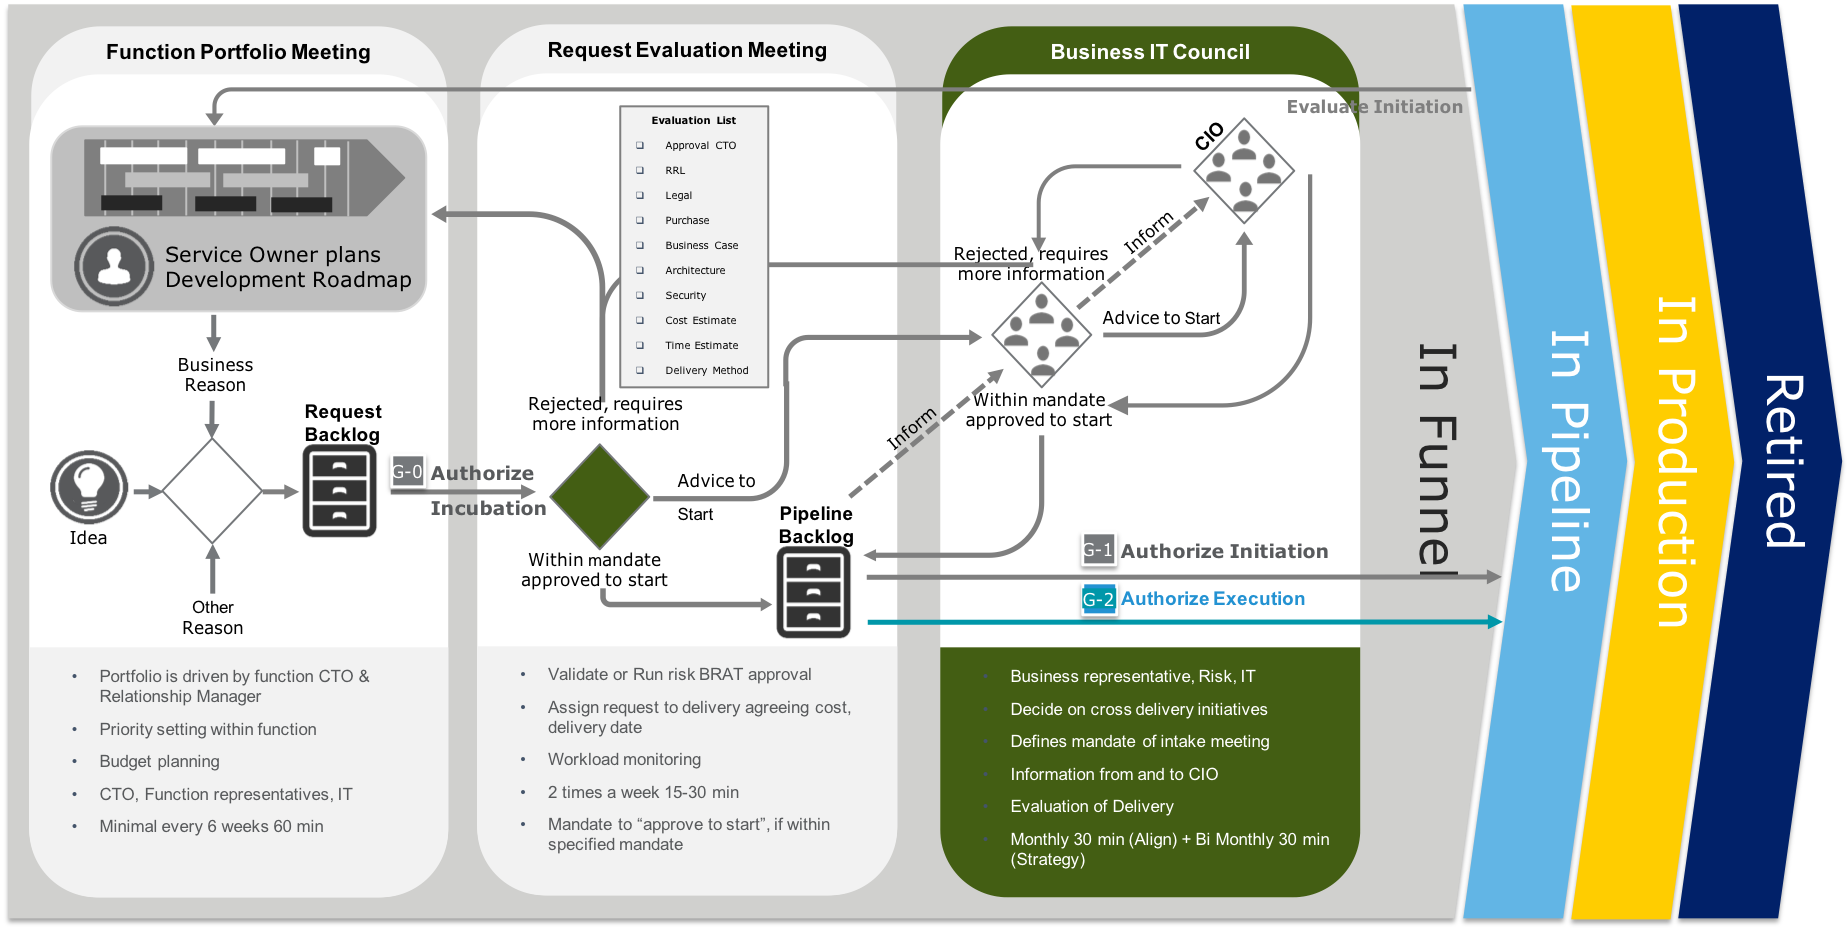 Function Portfolio Meeting
Service Owner plans
Development Roadmap
Business
Reason
Request
Backlog
Idea
Other
Reason
G-0
Authorize
Incubation
• Portfolio is driven by function CTO &
Relationship Manager
• Priority setting within function
• Budget planning
• CTO, Function representatives, IT
• Minimal every 6 weeks 60 min
Request Evaluation Meeting
Evaluation List
❑ Approval CTO
❑ RRL
❑ Legal
❑ Purchase
❑ Business Case
❑ Architecture
❑ Security
❑ Cost Estimate
❑ Time Estimate
❑ Delivery Method
Rejected, requires
more information
Advice to
Start
Within mandate
approved to start
Pipeline
Backlog
Inform
• Validate or Run risk BRAT approval
• Assign request to delivery agreeing cost,
delivery date
• Workload monitoring
• 2 times a week 15-30 min
• Mandate to “approve to start”, if within
specified mandate
Business IT Council
Evaluate Initiation
CIO
Rejected, requires
more information
Inform
Advice to Start
Within mandate
approved to start
G-1
Authorize Initiation
G-2
Authorize Execution
• Business representative, Risk, IT
• Decide on cross delivery initiatives
• Defines mandate of intake meeting
• Information from and to CIO
• Evaluation of Delivery
• Monthly 30 min (Align) + Bi Monthly 30 min
(Strategy)
In Funnel
In Pipeline
In Production
Retired